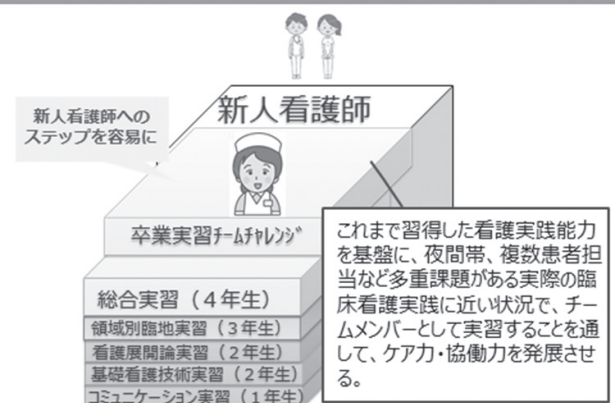 新人看護師への
ステップを容易に
新人看護師
卒業実習チームチャレンジ
総合実習（４年生）
領域別臨地実習（３年生）
看護展開論実習（２年生）
基礎看護技術実習（２年生）
コミュニケーション実習（１年生）
これまで習得した看護実践能力
を基盤に、夜間帯、複数患者担
当など多重課題がある実際の臨
床看護実践に近い状況で、チー
ムメンバーとして実習することを通
して、ケア力・協働力を発展させ
る。